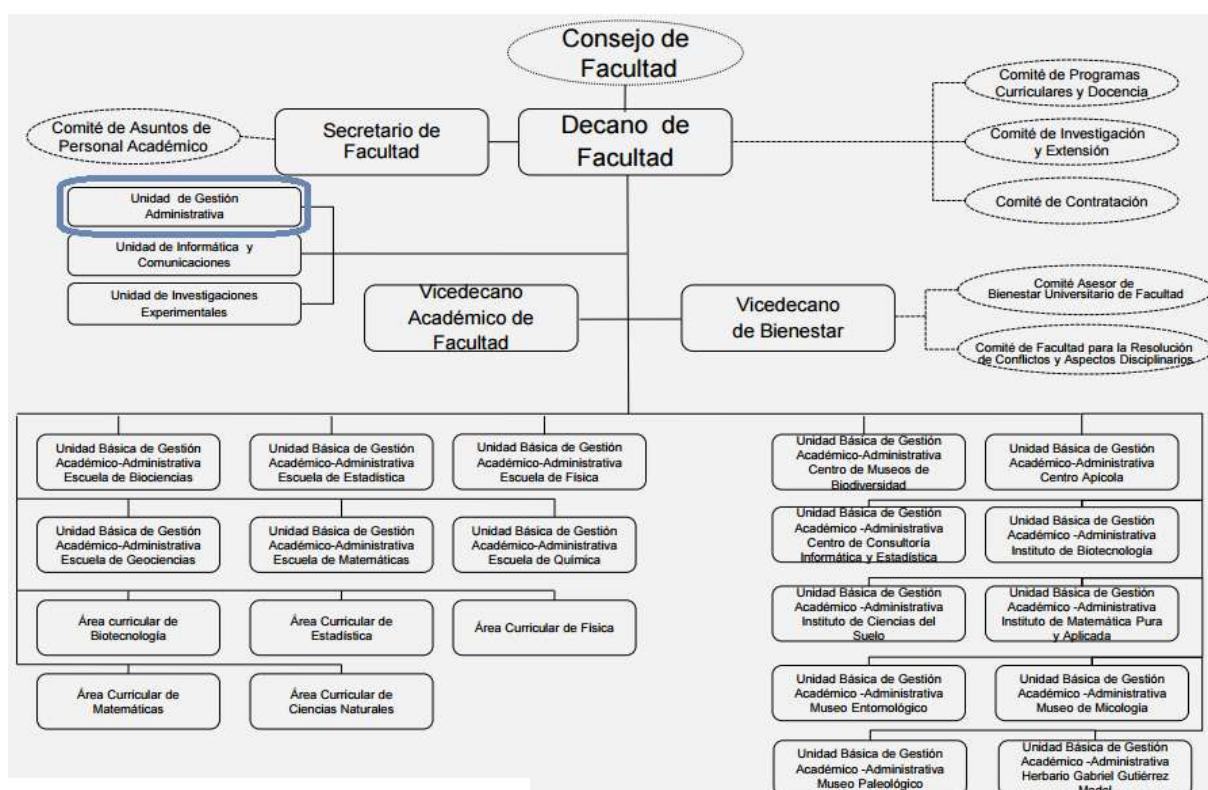 Consejo de
Facultad
Comité de Programas
Curriculares y Docencia
Comité de Asuntos de
Personal Académico
Secretario de
Facultad
Decano de
Facultad
Comité de Investigación
y Extensión
Comité de Contratación
Unidad de Gestión
Administrativa
Unidad de Informática y
Comunicaciones
Unidad de Investigaciones
Experimentales
Vicedecano
Académico de
Facultad
Vicedecano
de Bienestar
Comité Asesor de
Bienestar Universitario de Facultad
Comité de Facultad para la Resolución
de Conflictos y Aspectos Disciplinarios
Unidad Básica de Gestión
Académico-Administrativa
Escuela de Biociencias
Unidad Básica de Gestión
Académico-Administrativa
Escuela de Estadística
Unidad Básica de Gestión
Académico-Administrativa
Escuela de Física
Unidad Básica de Gestión
Académico-Administrativa
Centro de Museos de
Biodiversidad
Unidad Básica de Gestión
Académico-Administrativa
Centro Apícola
Unidad Básica de Gestión
Académico-Administrativa
Escuela de Geociencias
Unidad Básica de Gestión
Académico-Administrativa
Escuela de Matemáticas
Unidad Básica de Gestión
Académico-Administrativa
Escuela de Química
Unidad Básica de Gestión
Académico -Administrativa
Centro de Consultoría
Informática y Estadística
Unidad Básica de Gestión
Académico -Administrativa
Instituto de Biotecnología
Área curricular de
Biotecnología
Área Curricular de
Estadística
Área Curricular de Física
Unidad Básica de Gestión
Académico -Administrativa
Instituto de Ciencias del
Suelo
Unidad Básica de Gestión
Académico -Administrativa
Instituto de Matemática Pura
y Aplicada
Área Curricular de
Matemáticas
Área Curricular de
Ciencias Naturales
Unidad Básica de Gestión
Académico -Administrativa
Museo Entomológico
Unidad Básica de Gestión
Académico -Administrativa
Museo de Micología
Unidad Básica de Gestión
Académico -Administrativa
Museo Paleológico
Unidad Básica de Gestión
Académico -Administrativa
Herbario Gabriel Gutiérrez